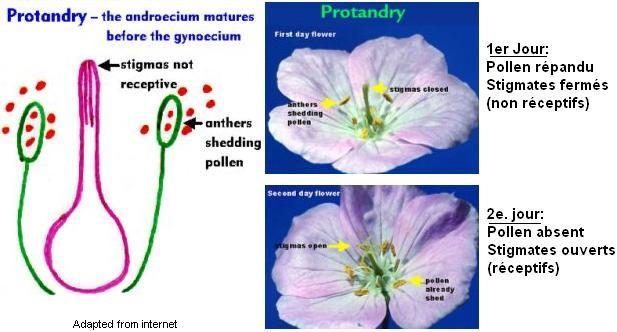 Protandry – the androecium matures
before the gynoecium
stigmas not
receptive
anthers
shedding
pollen
Adapted from internet
Protandry
First day flower
stigmas closed
anthers
shedding
pollen
Second day flower
stigmas open
pollen
already
shed
1er Jour:
Pollen répandu
Stigmates fermés
(non réceptifs)
2e. jour:
Pollen absent
Stigmates ouverts
(réceptifs)